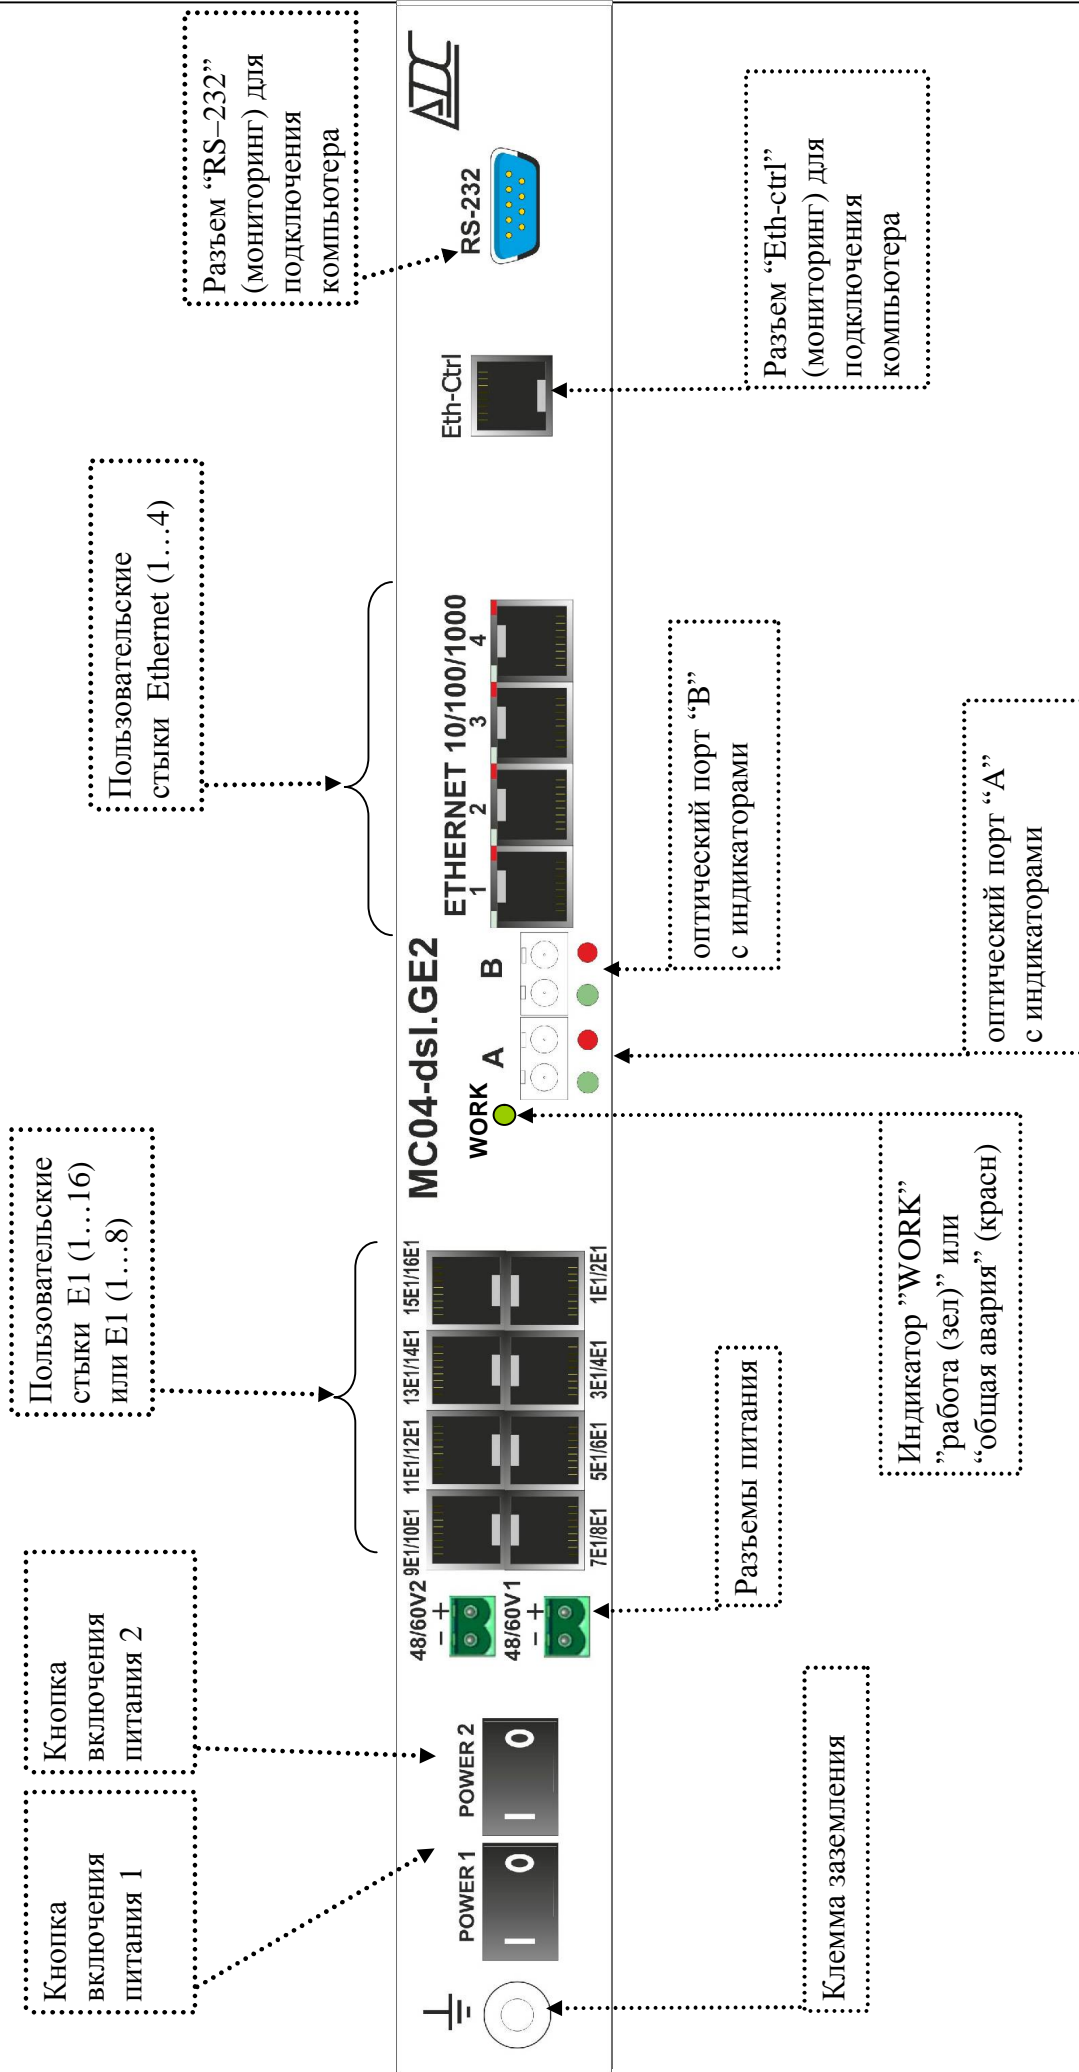 Кнопка
включения
питания 1
Кнопка
включения
питания 2
Пользовательские
стыки E1 (1…16)
или E1 (1…8)
Пользовательские
стыки Ethernet (1…4)
Разъем “RS–232”
(мониторинг) для
подключения
компьютера
ADC
MC04-dsl.GE2
48/60V2
– +
9E1/10E1
11E1/12E1
13E1/14E1
15E1/16E1
POWER 1
POWER 2
I O
I O
48/60V1
– +
7E1/8E1
5E1/6E1
3E1/4E1
1E1/2E1
WORK
A
B
ETHERNET 10/100/1000
1
2
3
4
Eth-Ctrl
RS-232
Клемма заземления
Разъемы питания
Индикатор ”WORK”
”работа (зел)” или
“общая авария” (красн)
оптический порт “A”
с индикаторами
оптический порт “B”
с индикаторами
Разъем “Eth-ctrl”
(мониторинг) для
подключения
компьютера